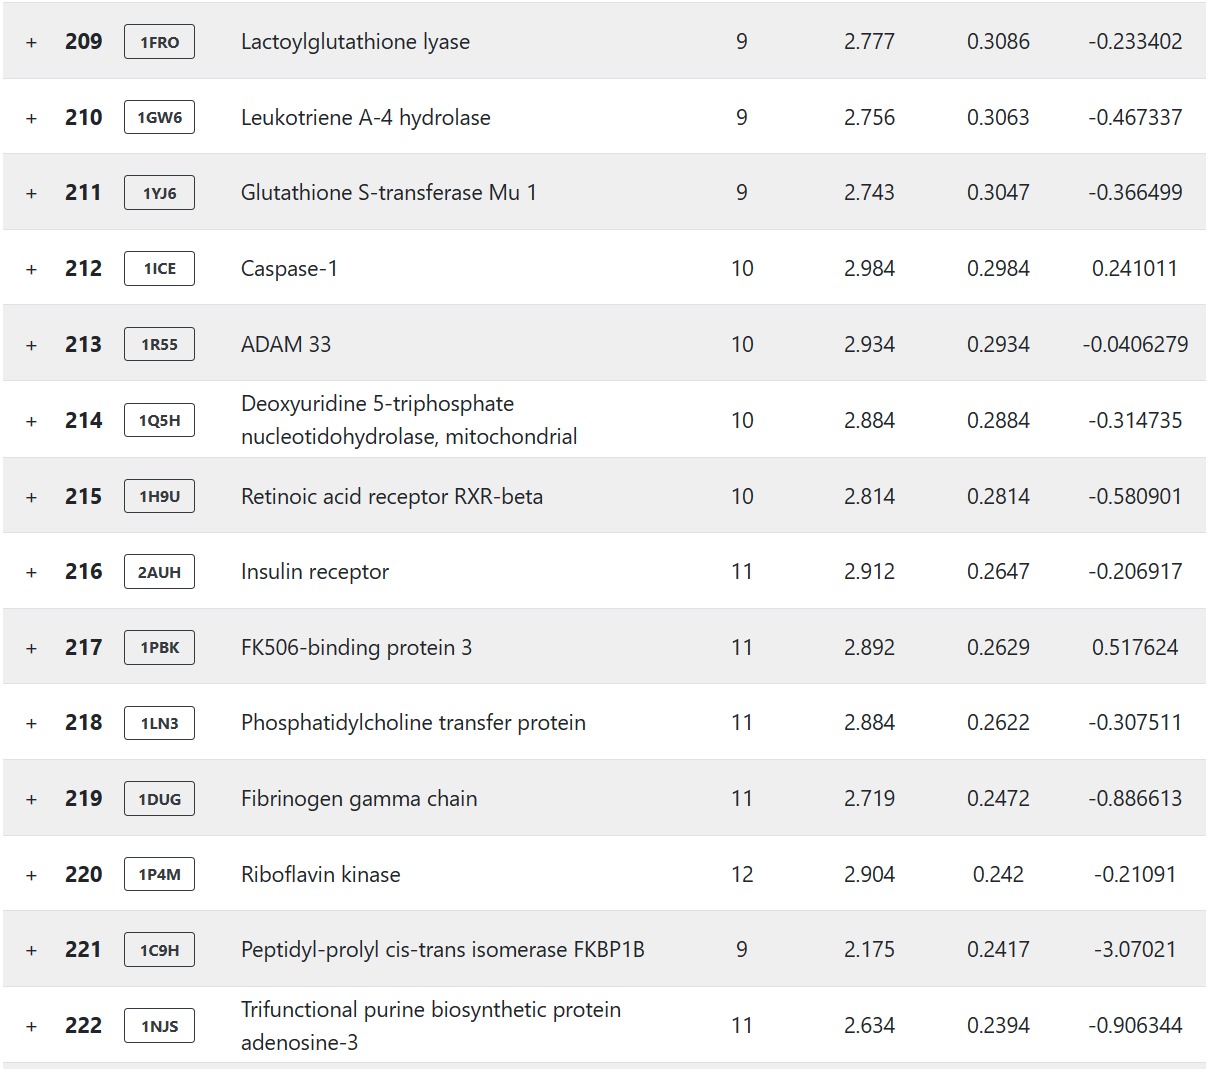 + 209 1FRO Lactoylglutathione lyase 9 2.777 0.3086 -0.233402
+ 210 1GW6 Leukotriene A-4 hydrolase 9 2.756 0.3063 -0.467337
+ 211 1YJ6 Glutathione S-transferase Mu 1 9 2.743 0.3047 -0.366499
+ 212 1ICE Caspase-1 10 2.984 0.2984 0.241011
+ 213 1R55 ADAM 33 10 2.934 0.2934 -0.0406279
Deoxyuridine 5-triphosphate
+ 214 1Q5H nucleotidohydrolase, mitochondrial 10 2.884 0.2884 -0.314735
+ 215 1H9U Retinoic acid receptor RXR-beta 10 2.814 0.2814 -0.580901
+ 216 2AUH Insulin receptor 11 2.912 0.2647 -0.206917
+ 217 1PBK FK506-binding protein 3 11 2.892 0.2629 0.517624
+ 218 1LN3 Phosphatidylcholine transfer protein 11 2.884 0.2622 -0.307511
+ 219 1DUG Fibrinogen gamma chain 11 2.719 0.2472 -0.886613
+ 220 1P4M Riboflavin kinase 12 2.904 0.242 -0.21091
+ 221 1C9H Peptidyl-prolyl cis-trans isomerase FKBP1B 9 2.175 0.2417 -3.07021
Trifunctional purine biosynthetic protein
+ 222 1NJS adenosine-3 11 2.634 0.2394 -0.906344